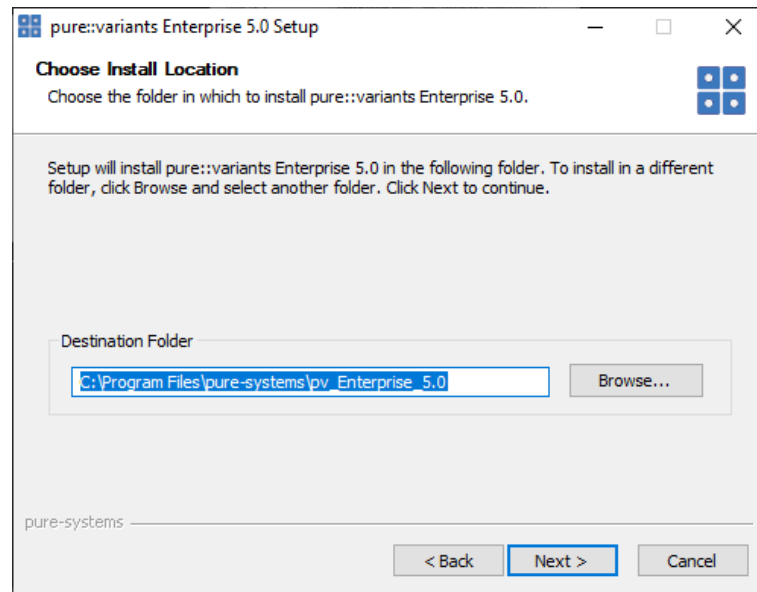 pure::variants Enterprise 5.0 Setup
Choose Install Location
Choose the folder in which to install pure::variants Enterprise 5.0.
Setup will install pure::variants Enterprise 5.0 in the following folder. To install in a different
folder, click Browse and select another folder. Click Next to continue.
Destination Folder
C:\Program Files\pure-systems\pv_Enterprise_5.0
Browse...
pure-systems
< Back
Next >
Cancel